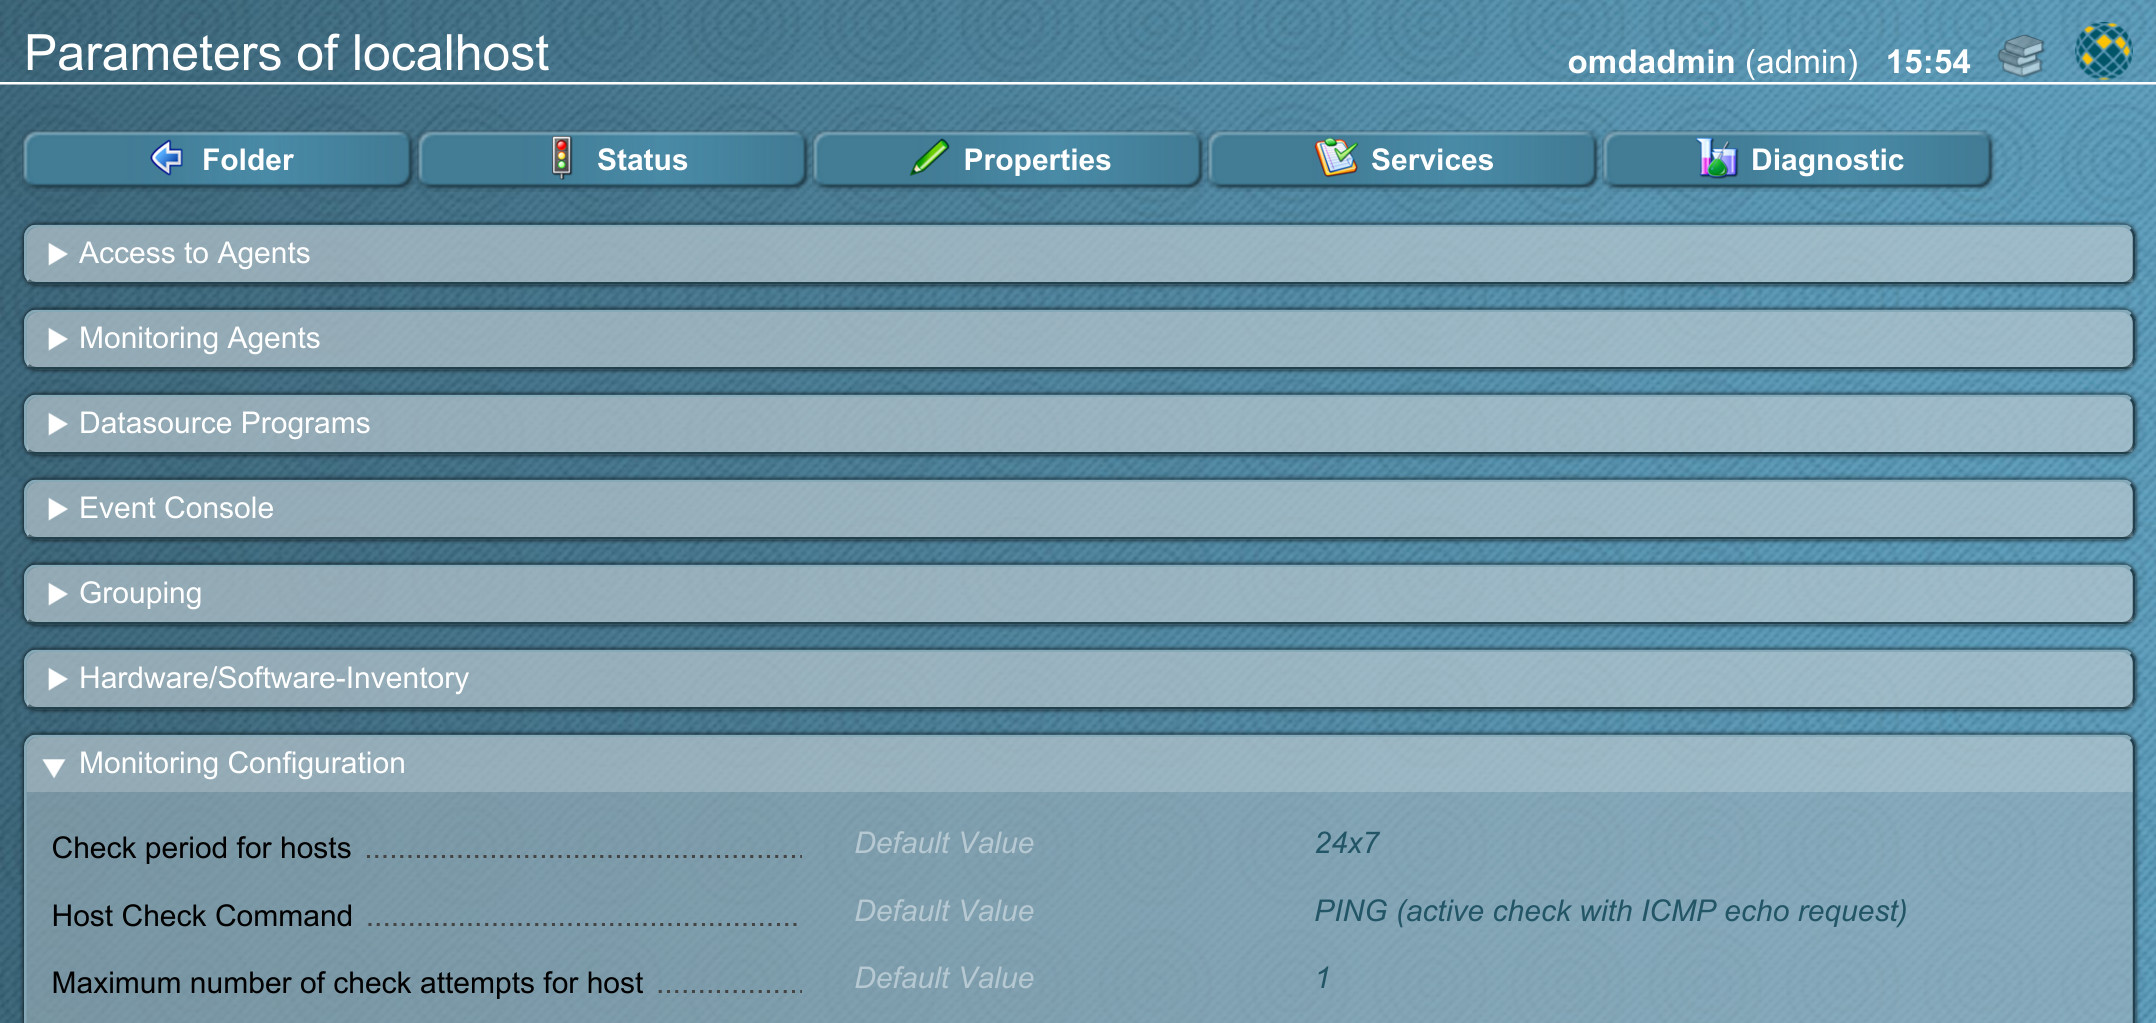 Parameters of localhost
omdadmin (admin) 15:54
Folder Status Properties Services Diagnostic
Access to Agents
Monitoring Agents
Datasource Programs
Event Console
Grouping
Hardware/Software-Inventory
Monitoring Configuration
Check period for hosts Default Value 24x7
Host Check Command Default Value PING (active check with ICMP echo request)
Maximum number of check attempts for host Default Value 1